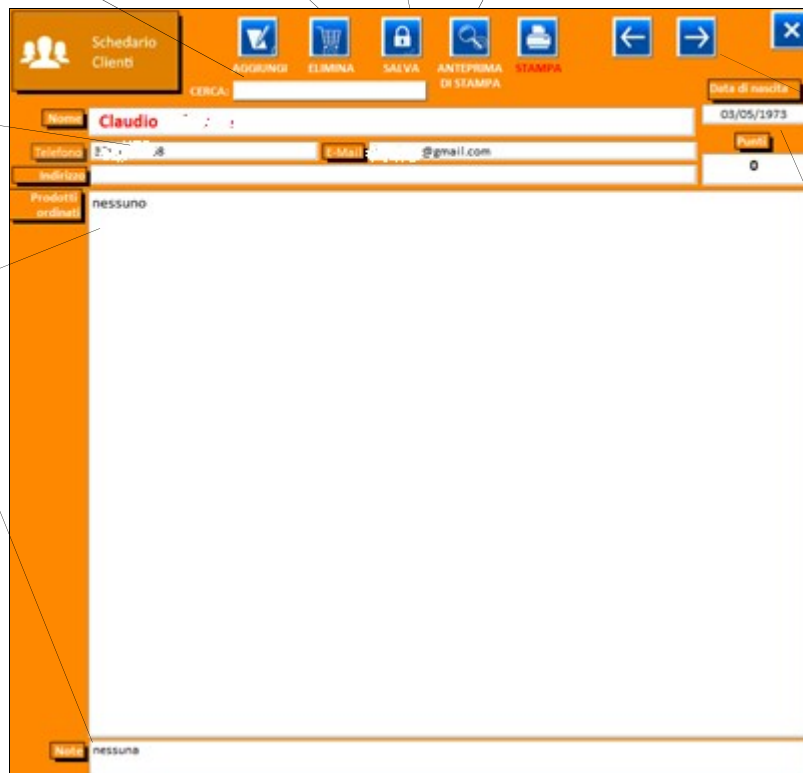 Schedario
Clienti
AGGIUNGI ELIMINA SALVA ANTEPRIMA DI STAMPA STAMPA
CERCA:
Data di nascita
03/05/1973
Nome Claudio
Punti
0
Telefono E-Mail @gmail.com
Indirizzo
Prodotti
ordinati
nessuno
Note nessuna